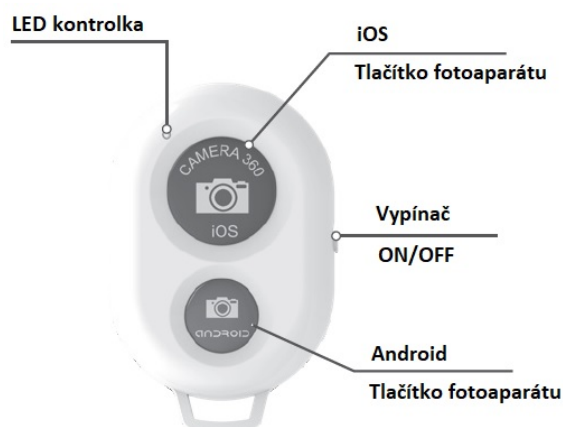 LED kontrolka
iOS
Tlačítko fotoaparátu
CAMERA 360
iOS
Vypínač
ON/OFF
ANDROID
Android
Tlačítko fotoaparátu